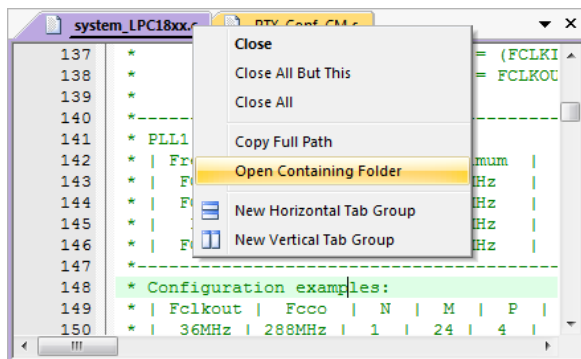 system_LPC18xx.c RTX_Conf_CM.c
137 * = (FCLKI
138 * = FCLKOU
139 *
140 *----
141 * PLL1
142 * | Fre mum |
143 * | F Hz |
144 * | F Hz |
145 * | Hz |
146 * | F Hz |
147 *----
148 * Configuration examples:
149 * | Fclkout | Fcco | N | M | P |
150 * | 36MHz | 288MHz | 1 | 24 | 4 |
Close
Close All But This
Close All
Copy Full Path
Open Containing Folder
New Horizontal Tab Group
New Vertical Tab Group